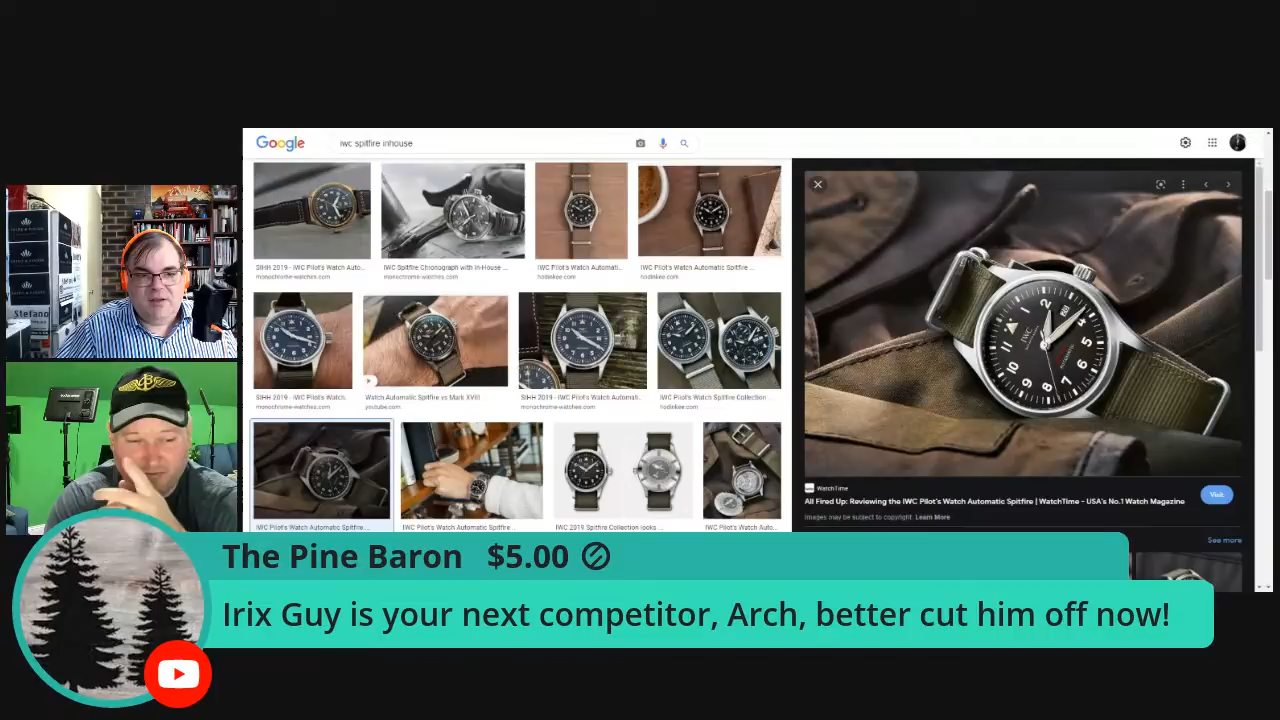 Google
iwc spitfire inhouse
SIHH 2019 - IWC Pilot's Watch Auto...
monochrome-watches.com
IWC Spitfire Chronograph with In-House ...
monochrome-watches.com
IWC Pilot's Watch Automati...
hodinkee.com
IWC Pilot's Watch Automatic Spitfire ...
hodinkee.com
SIHH 2019 - IWC Pilot's Watch
monochrome-watches.com
Watch Automatic Spitfire vs Mark XVIII
youtube.com
SIHH 2019 - IWC Pilot's Watch Automati...
monochrome-watches.com
IWC Pilot's Watch Spitfire Collection ...
hodinkee.com
IWC Pilot's Watch Automatic Spitfire ...
IWC Pilot's Watch Automatic Spitfire ...
IWC 2019 Spitfire Collection looks ...
IWC Pilot's Watch Auto...
WatchTime
All Fired Up: Reviewing the IWC Pilot's Watch Automatic Spitfire | WatchTime - USA's No.1 Watch Magazine
Visit
Images may be subject to copyright. Learn More
See more
Stefano
The Pine Baron $5.00
Irix Guy is your next competitor, Arch, better cut him off now!